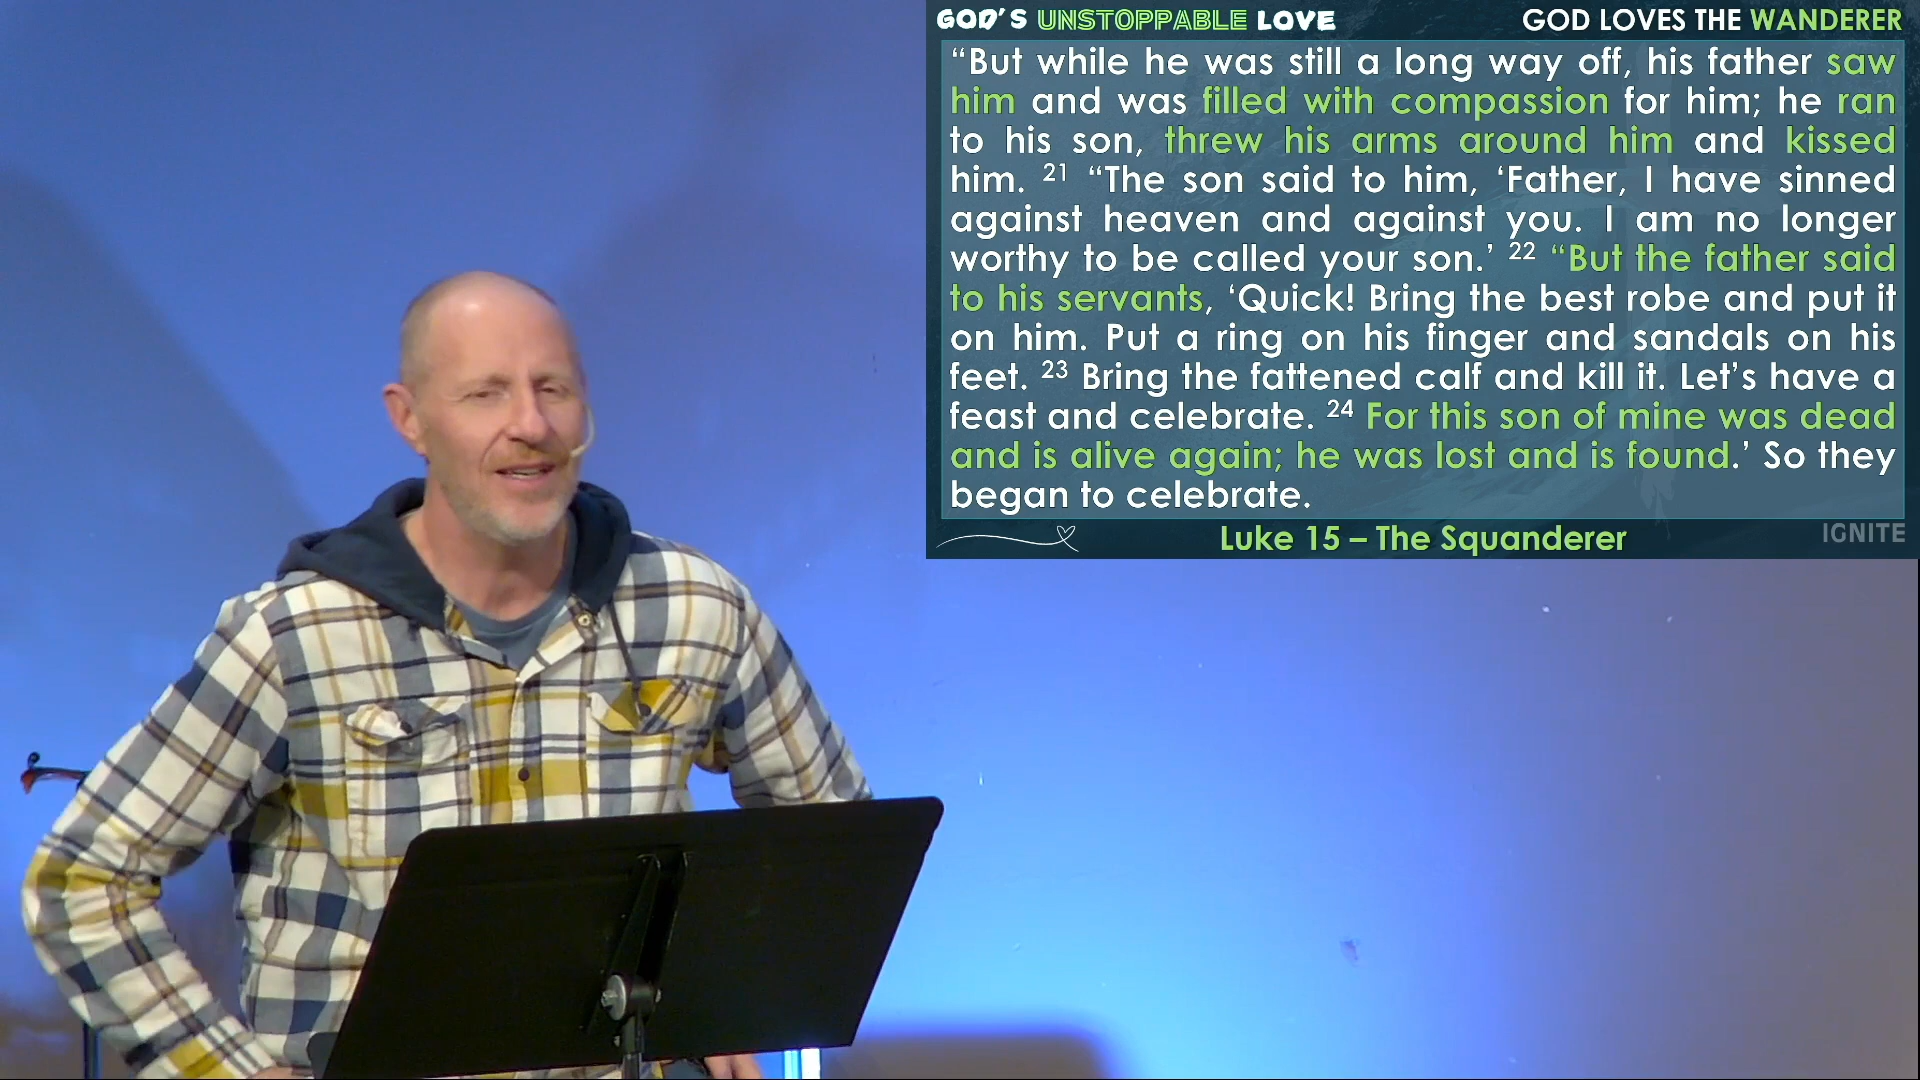 GOD'S UNSTOPPABLE LOVE
GOD LOVES THE WANDERER
“But while he was still a long way off, his father saw
him and was filled with compassion for him; he ran
to his son, threw his arms around him and kissed
him. 21 “The son said to him, ‘Father, I have sinned
against heaven and against you. I am no longer
worthy to be called your son.’ 22 “But the father said
to his servants, ‘Quick! Bring the best robe and put it
on him. Put a ring on his finger and sandals on his
feet. 23 Bring the fattened calf and kill it. Let’s have a
feast and celebrate. 24 For this son of mine was dead
and is alive again; he was lost and is found.’ So they
began to celebrate.
Luke 15 – The Squanderer
IGNITE